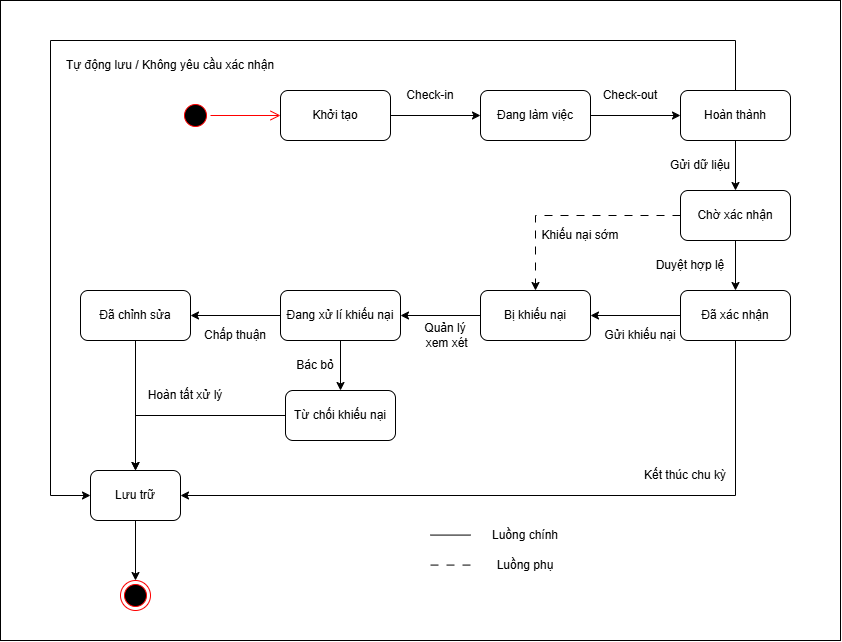 Tự động lưu / Không yêu cầu xác nhận
Check-in
Check-out
Khởi tạo
Đang làm việc
Hoàn thành
Gửi dữ liệu
Chờ xác nhận
Khiếu nại sớm
Duyệt hợp lệ
Đã chỉnh sửa
Đang xử lí khiếu nại
Bị khiếu nại
Đã xác nhận
Chấp thuận
Quản lý
xem xét
Gửi khiếu nại
Bác bỏ
Hoàn tất xử lý
Từ chối khiếu nại
Kết thúc chu kỳ
Lưu trữ
Luồng chính
Luồng phụ